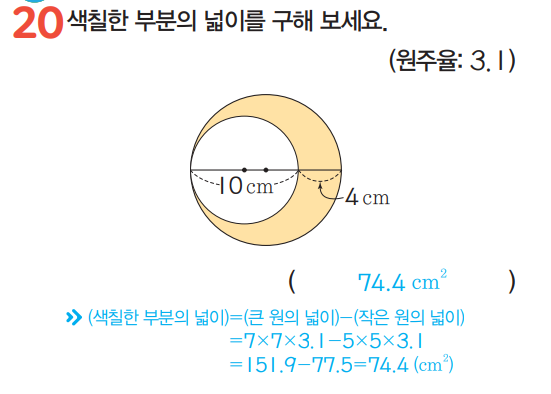 20 색칠한 부분의 넓이를 구해 보세요.
(원주율: 3.1)
10 cm
4 cm
( 74.4 cm² )
≫ (색칠한 부분의 넓이)=(큰 원의 넓이)−(작은 원의 넓이)
=7×7×3.1−5×5×3.1
=151.9−77.5=74.4 (cm²)